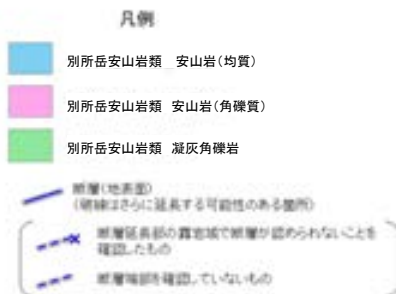 凡例
別所岳安山岩類 安山岩(均質)
別所岳安山岩類 安山岩(角礫質)
別所岳安山岩類 凝灰角礫岩
断層(地表面)
(破線はさらに延長する可能性のある箇所)
断層延長部の露岩域で断層が認められないことを
確認したもの
断層端部を確認していないもの